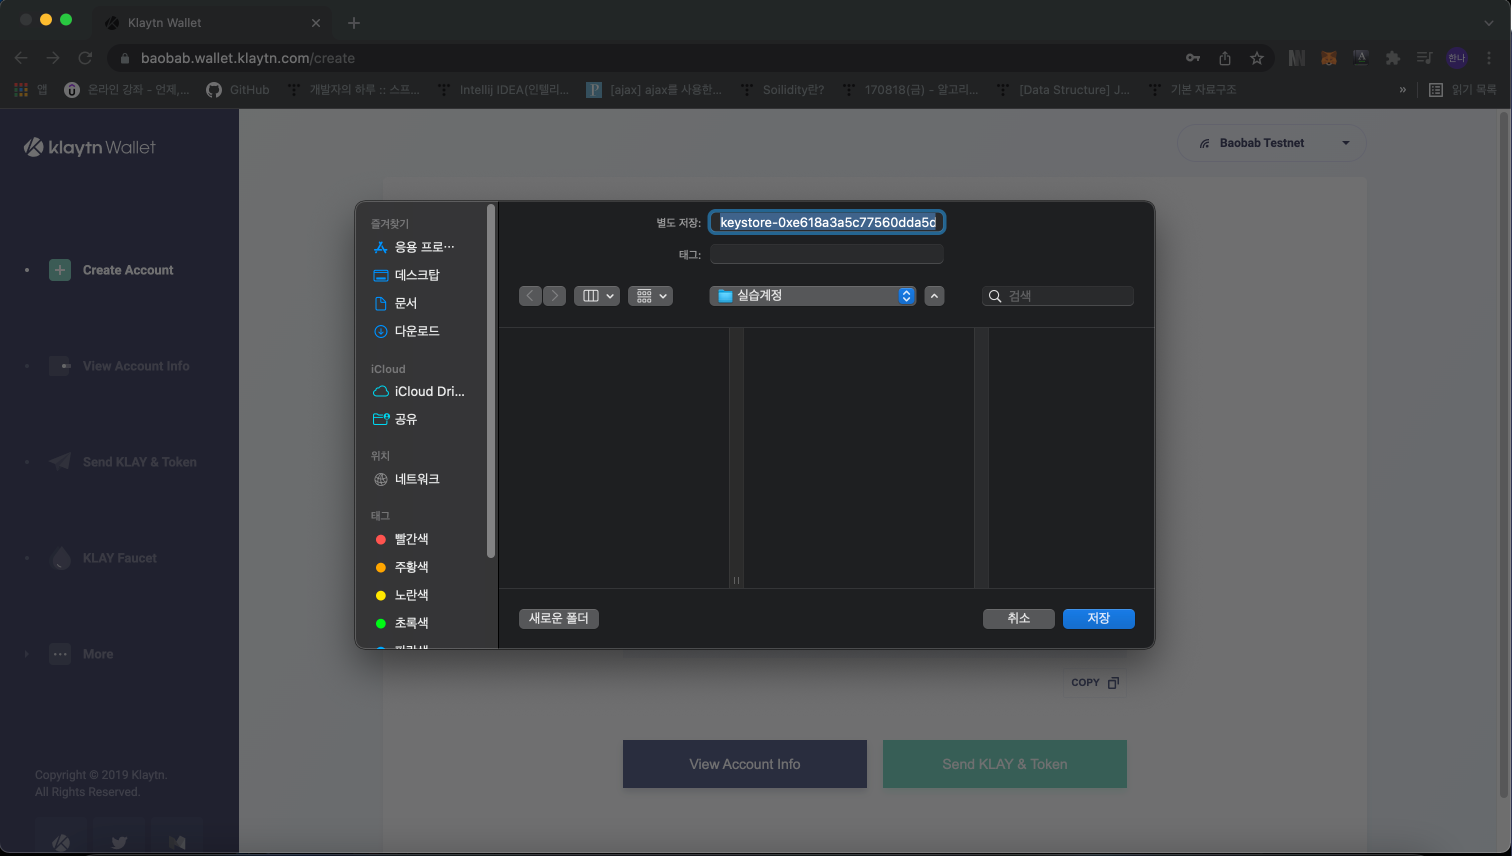 Klaytn Wallet
baobab.wallet.klaytn.com/create
한나
앱
온라인 강좌 - 언제,...
GitHub
개발자의 하루 :: 스프...
Intellij IDEA(인텔리...
[ajax] ajax를 사용한...
Soilidity란?
170818(금) - 알고리...
[Data Structure] J...
기본 자료구조
»
읽기 목록
klaytn Wallet
Baobab Testnet
Create Account
View Account Info
Send KLAY & Token
KLAY Faucet
More
Copyright © 2019 Klaytn.
All Rights Reserved.
즐겨찾기
응용 프로…
데스크탑
문서
다운로드
iCloud
iCloud Dri...
공유
위치
네트워크
태그
빨간색
주황색
노란색
초록색
별도 저장:
keystore-0xe618a3a5c77560dda5c
태그:
실습계정
검색
새로운 폴더
취소
저장
COPY
View Account Info
Send KLAY & Token